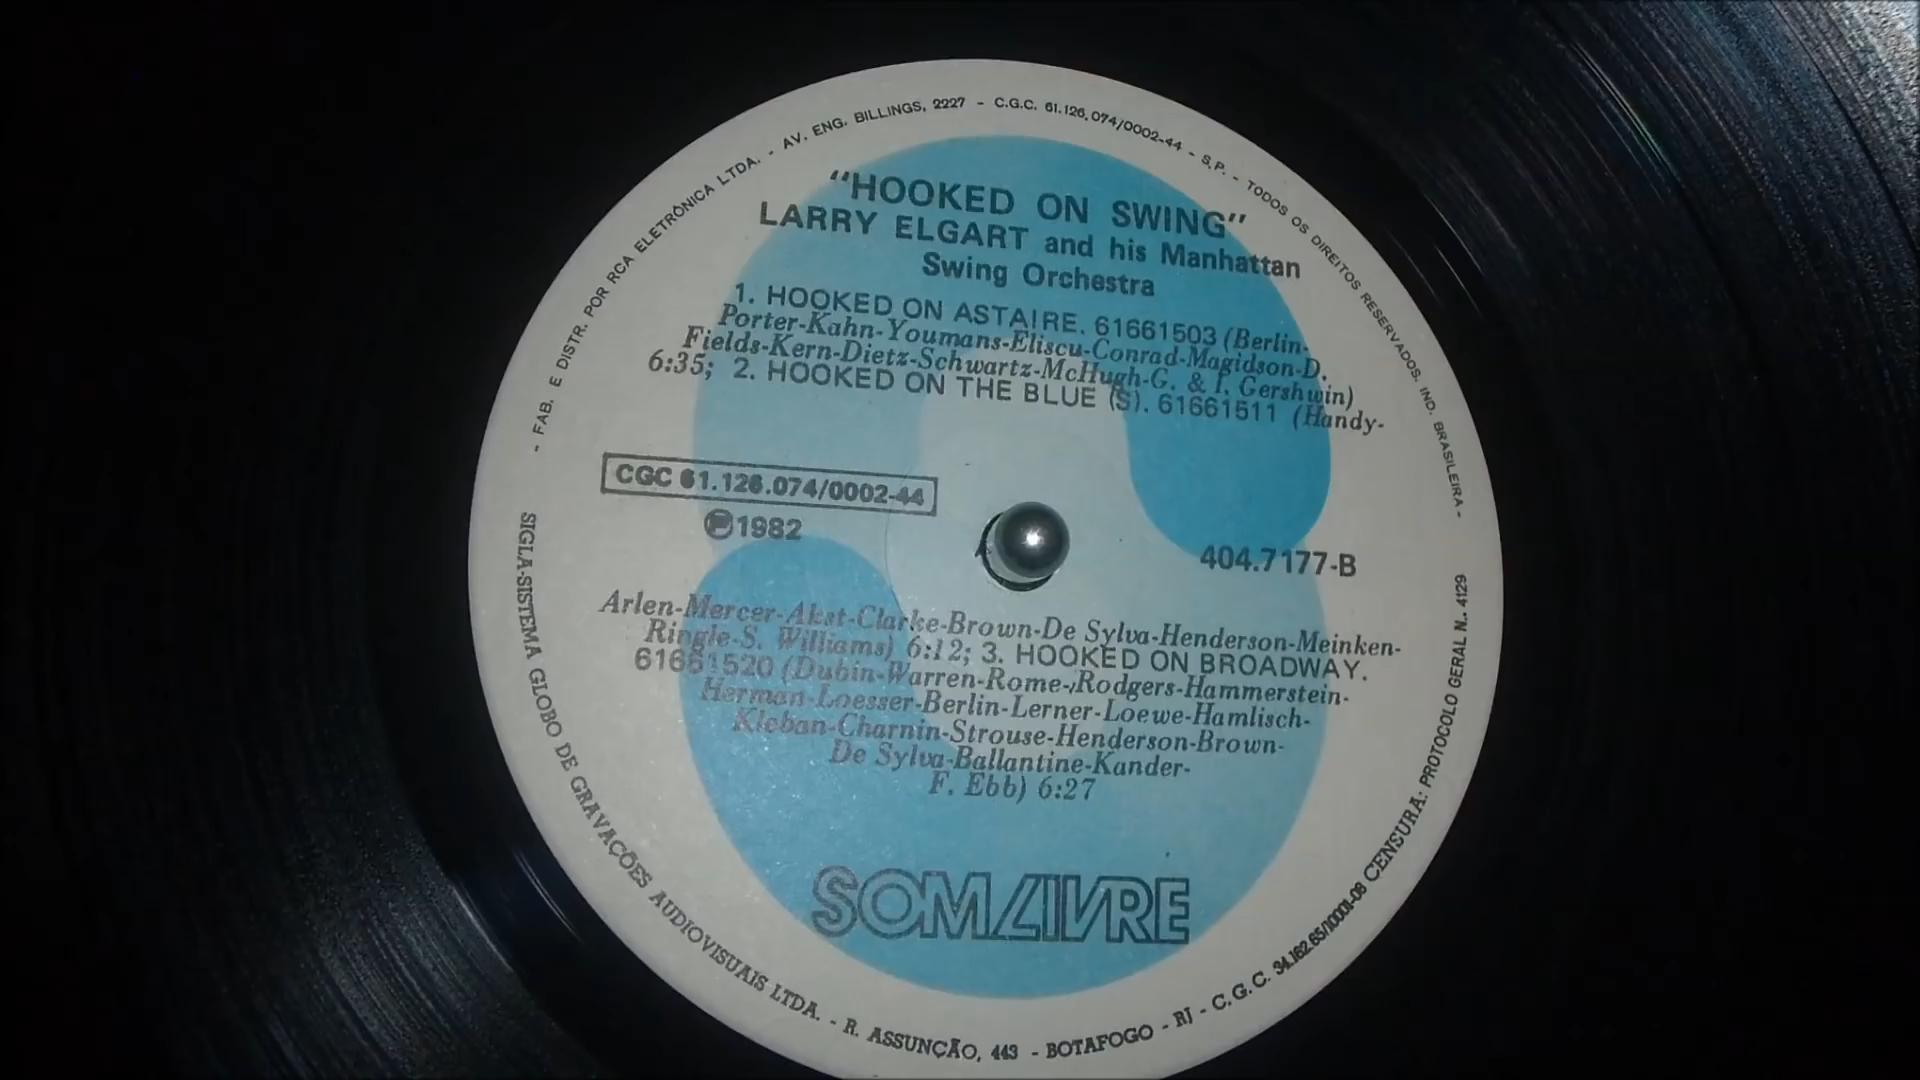 - FAB. E DISTR. POR RCA ELETRÔNICA LTDA. - AV. ENG. BILLINGS, 2227 - C.G.C. 61.126.074/0002-44 - S.P. - TODOS OS DIREITOS RESERVADOS. IND. BRASILEIRA -
"HOOKED ON SWING"
LARRY ELGART and his Manhattan
Swing Orchestra
1. HOOKED ON ASTAIRE. 61661503 (Berlin-
Porter-Kahn-Youmans-Eliscu-Conrad-Magidson-D.
Fields-Kern-Dietz-Schwartz-McHugh-G. & I. Gershwin)
6:35; 2. HOOKED ON THE BLUE (S). 61661511 (Handy-
CGC 61.126.074/0002-44
Ⓟ1982
404.7177-B
Arlen-Mercer-Akst-Clarke-Brown-De Sylva-Henderson-Meinken-
Ringle-S. Williams) 6:12; 3. HOOKED ON BROADWAY.
61661520 (Dubin-Warren-Rome-,Rodgers-Hammerstein-
Herman-Loesser-Berlin-Lerner-Loewe-Hamlisch-
Kleban-Charnin-Strouse-Henderson-Brown-
De Sylva-Ballantine-Kander-
F. Ebb) 6:27
SOM LIVRE
SIGLA-SISTEMA GLOBO DE GRAVAÇÕES AUDIOVISUAIS LTDA. - R. ASSUNÇÃO, 443 - BOTAFOGO - RJ - C.G.C. 34.162.65/10001-08 CENSURA: PROTOCOLO GERAL N.. 4129